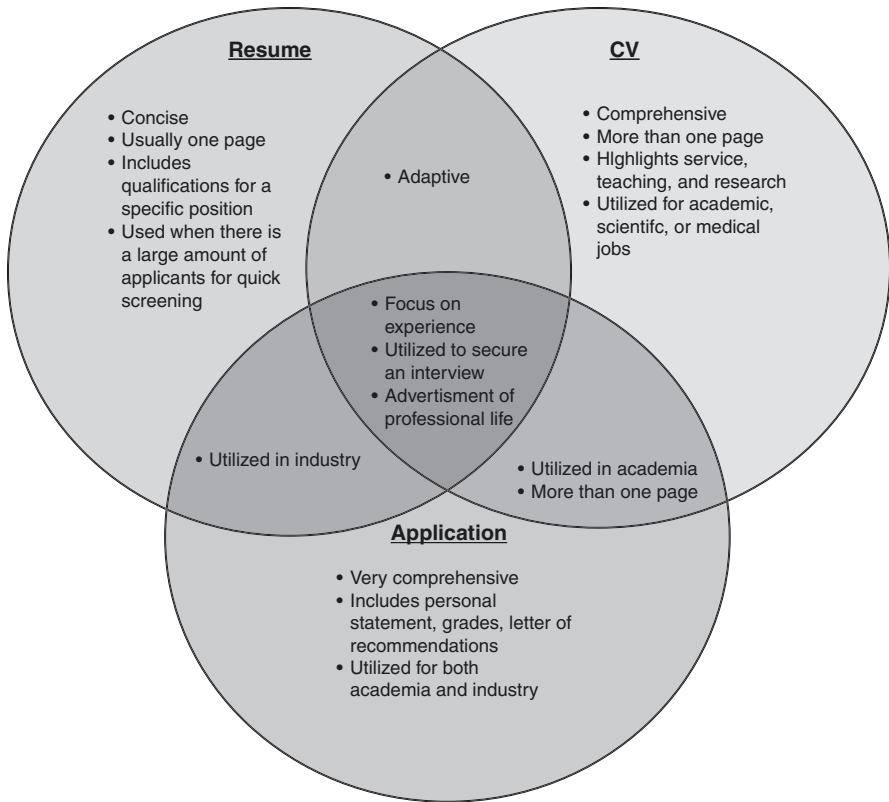 Resume
• Concise
• Usually one page
• Includes
qualifications for a
specific position
• Used when there is
a large amount of
applicants for quick
screening
CV
• Comprehensive
• More than one page
• HIghlights service,
teaching, and research
• Utilized for academic,
scientifc, or medical
jobs
• Adaptive
• Focus on
experience
• Utilized to secure
an interview
• Advertisment of
professional life
• Utilized in industry
• Utilized in academia
• More than one page
Application
• Very comprehensive
• Includes personal
statement, grades, letter of
recommendations
• Utilized for both
academia and industry